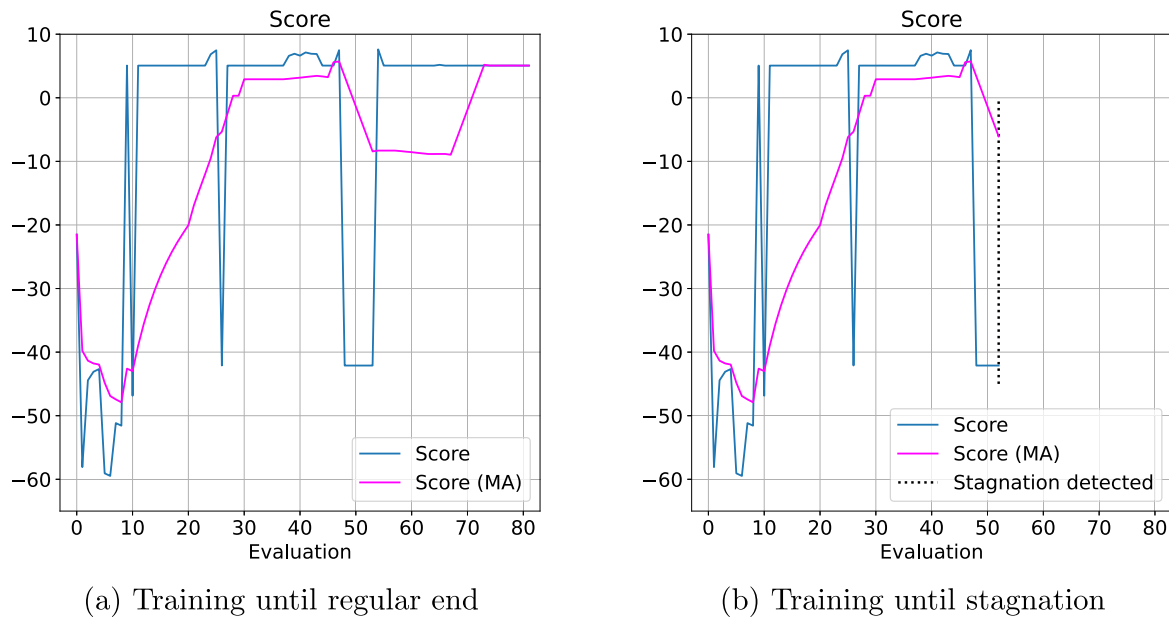 Score
10
0
−10
−20
−30
−40
−50
−60
0 10 20 30 40 50 60 70 80
Evaluation
Score
Score (MA)
(a) Training until regular end
Score
10
0
−10
−20
−30
−40
−50
−60
0 10 20 30 40 50 60 70 80
Evaluation
Score
Score (MA)
Stagnation detected
(b) Training until stagnation